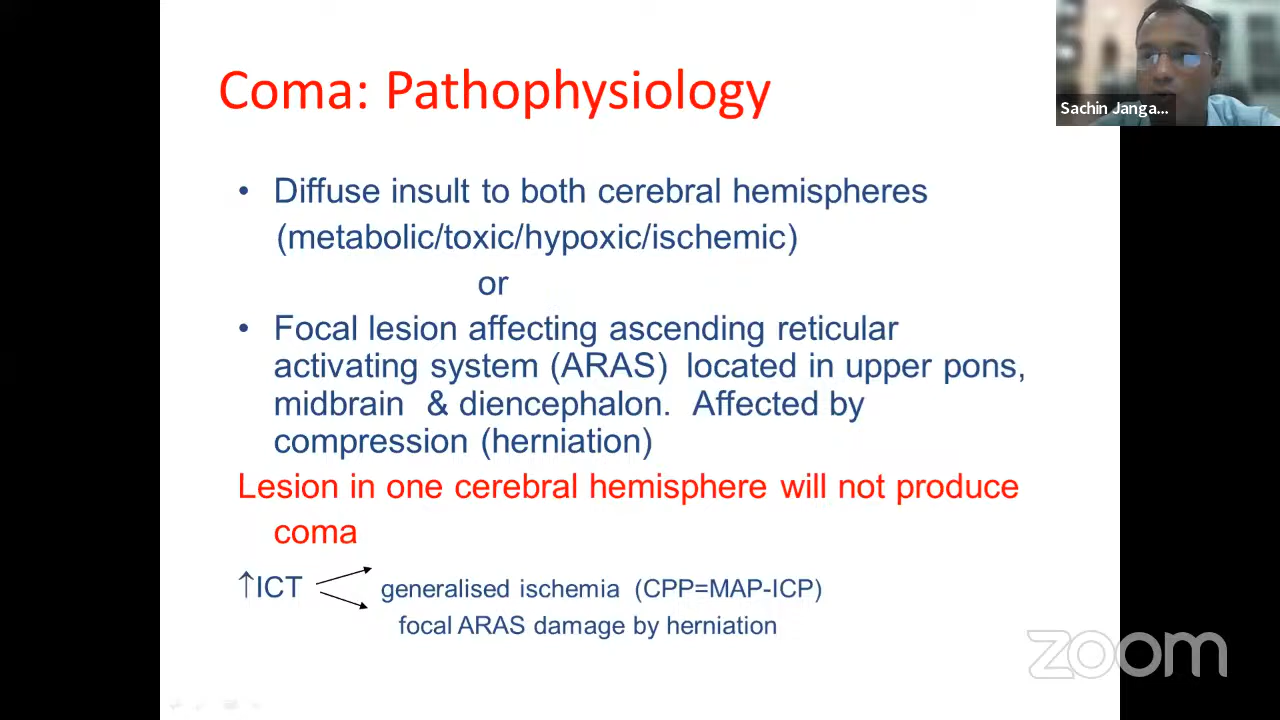 Coma: Pathophysiology
Sachin Janga...
• Diffuse insult to both cerebral hemispheres
(metabolic/toxic/hypoxic/ischemic)
or
• Focal lesion affecting ascending reticular
activating system (ARAS) located in upper pons,
midbrain & diencephalon. Affected by
compression (herniation)
Lesion in one cerebral hemisphere will not produce
coma
↑ICT
generalised ischemia (CPP=MAP-ICP)
focal ARAS damage by herniation
zoom